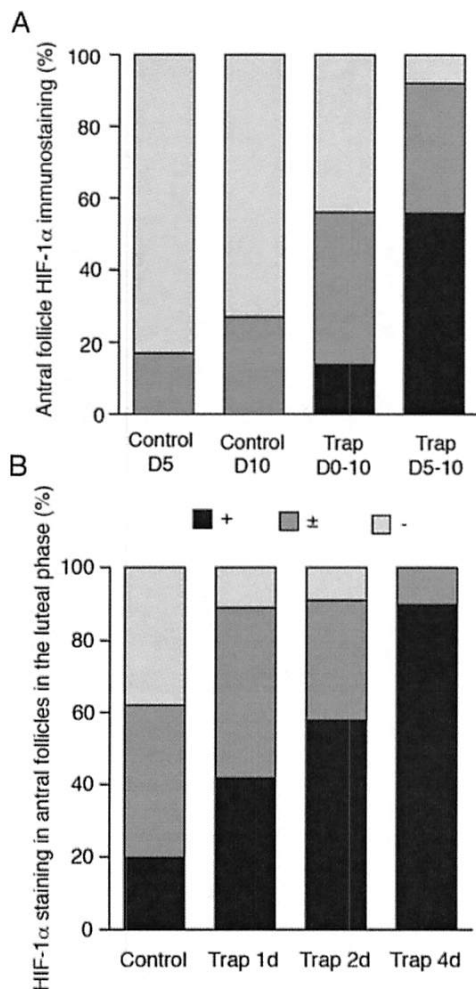 A
Antral follicle HIF-1α immunostaining (%)
100
80
60
40
20
0
Control D5
Control D10
Trap D0-10
Trap D5-10
B
+
±
-
HIF-1α staining in antral follicles in the luteal phase (%)
100
80
60
40
20
0
Control
Trap 1d
Trap 2d
Trap 4d